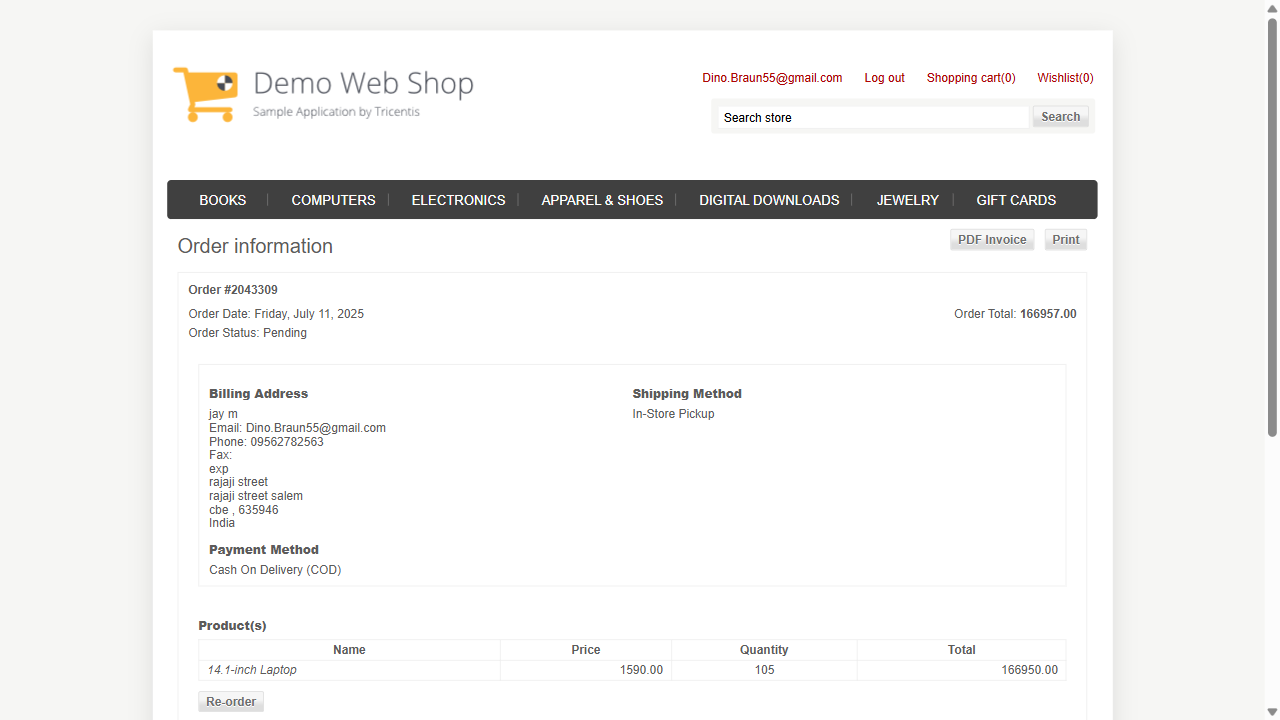 Demo Web Shop
Sample Application by Tricentis
Dino.Braun55@gmail.com Log out Shopping cart(0) Wishlist(0)
Search store Search
BOOKS COMPUTERS ELECTRONICS APPAREL & SHOES DIGITAL DOWNLOADS JEWELRY GIFT CARDS
Order information PDF Invoice Print
Order #2043309
Order Date: Friday, July 11, 2025 Order Total: 166957.00
Order Status: Pending
Billing Address
jay m
Email: Dino.Braun55@gmail.com
Phone: 09562782563
Fax:
exp
rajaji street
rajaji street salem
cbe , 635946
India
Payment Method
Cash On Delivery (COD)
Shipping Method
In-Store Pickup
Product(s)
Name Price Quantity Total
14.1-inch Laptop 1590.00 105 166950.00
Re-order